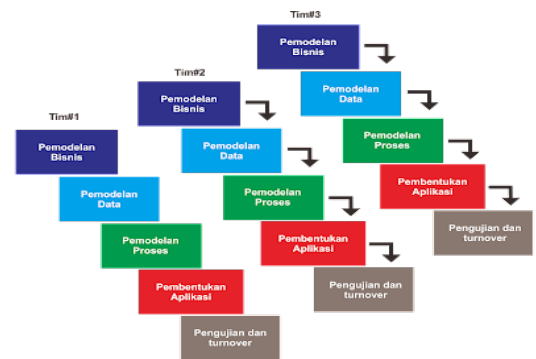 Tim#1
Pemodelan
Bisnis
Pemodelan
Data
Pemodelan
Proses
Pembentukan
Aplikasi
Pengujian dan
turnover
Tim#2
Pemodelan
Bisnis
Pemodelan
Data
Pemodelan
Proses
Pembentukan
Aplikasi
Pengujian dan
turnover
Tim#3
Pemodelan
Bisnis
Pemodelan
Data
Pemodelan
Proses
Pembentukan
Aplikasi
Pengujian dan
turnover